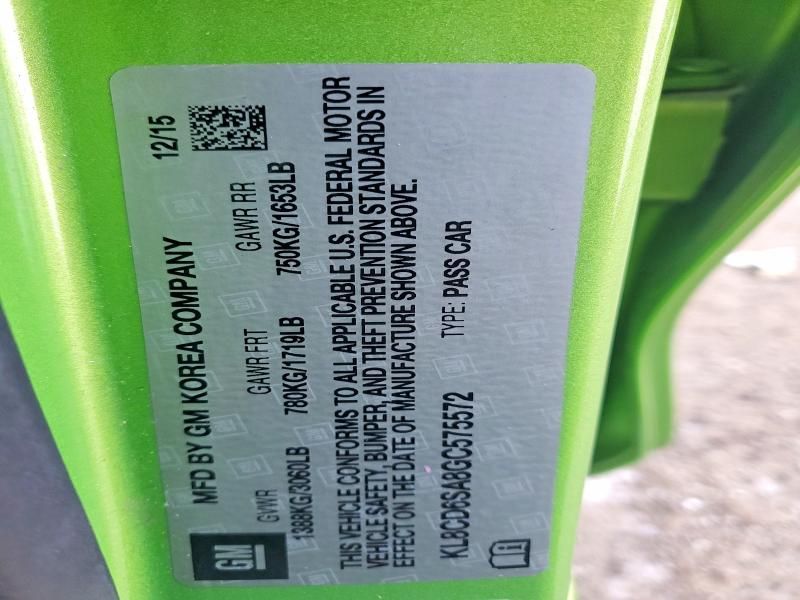 GM
MFD BY GM KOREA COMPANY 12/15
GVWR GAWR FRT GAWR RR
1388KG/3060LB 780KG/1719LB 750KG/1653LB
THIS VEHICLE CONFORMS TO ALL APPLICABLE U.S. FEDERAL MOTOR
VEHICLE SAFETY, BUMPER, AND THEFT PREVENTION STANDARDS IN
EFFECT ON THE DATE OF MANUFACTURE SHOWN ABOVE.
KL8CD6SA8GC575572 TYPE: PASS CAR